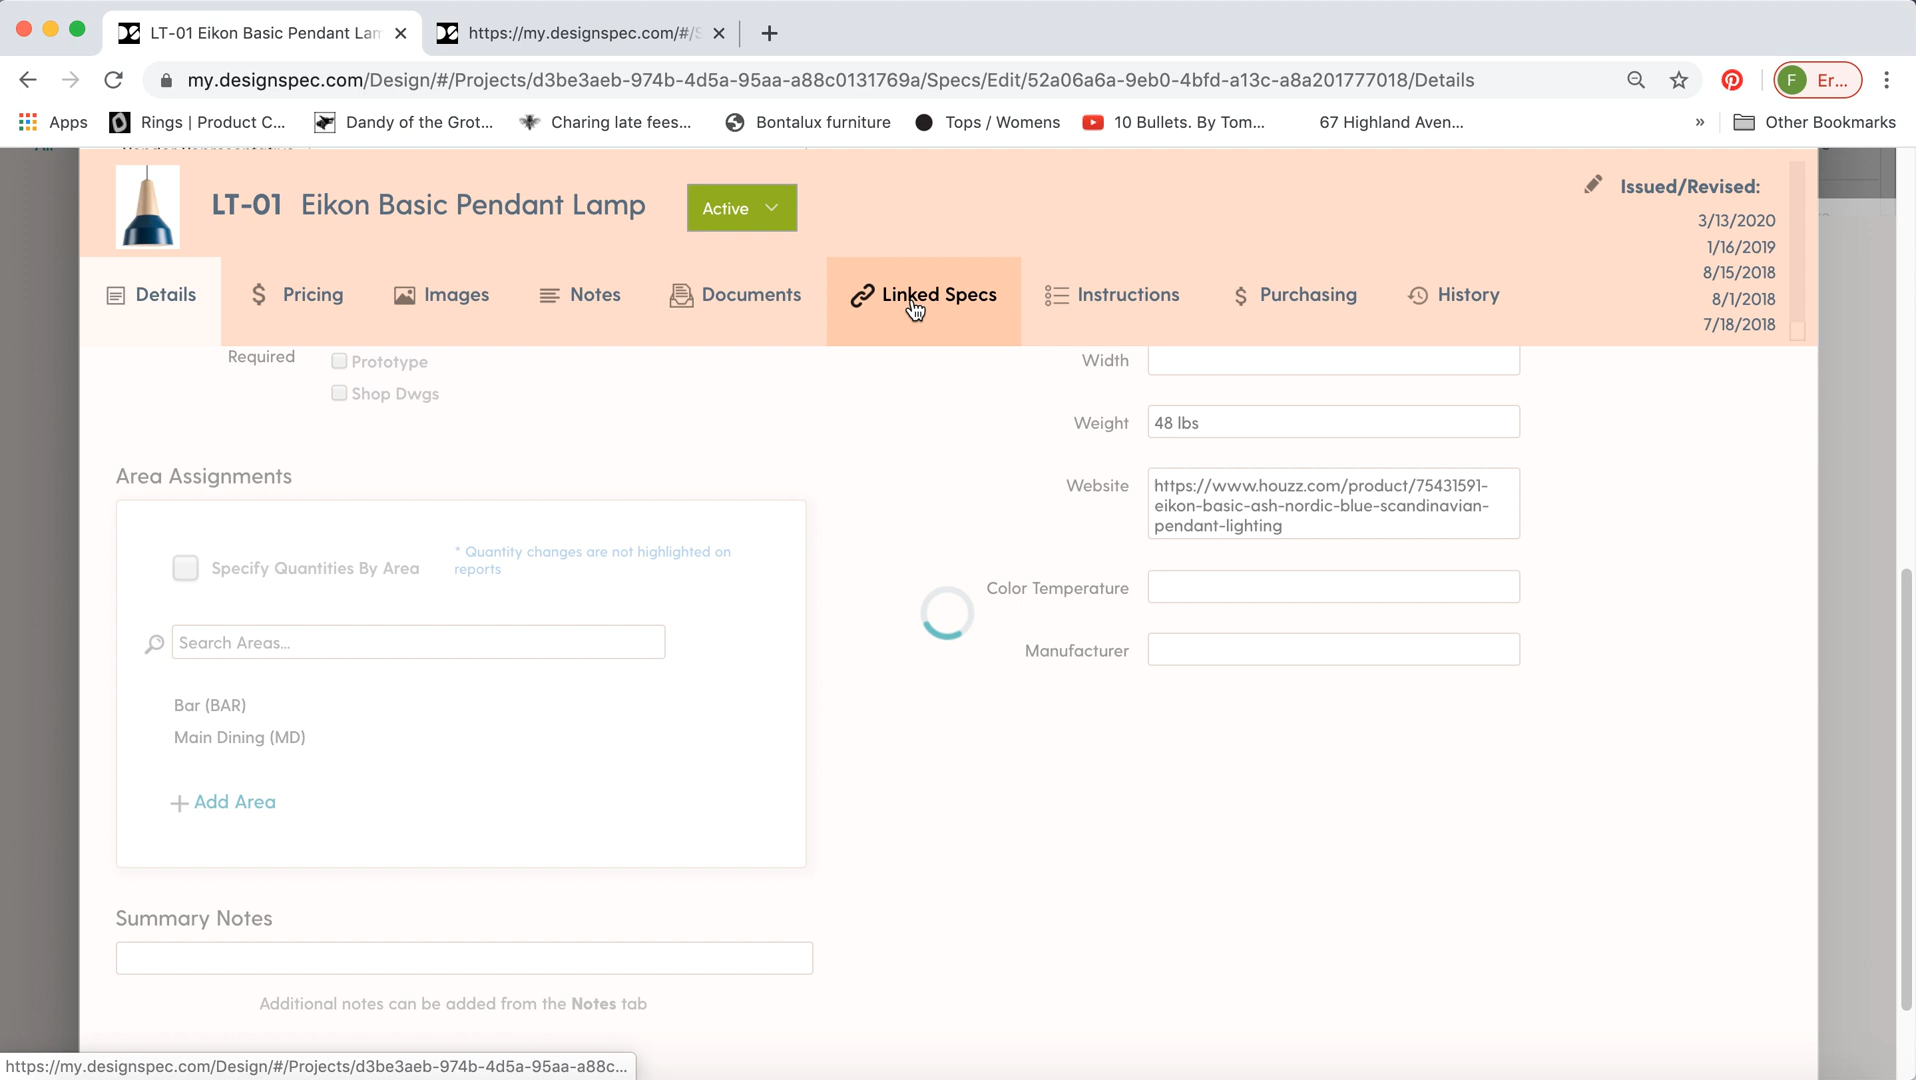 LT-01 Eikon Basic Pendant Lam
https://my.designspec.com/#/S
my.designspec.com/Design/#/Projects/d3be3aeb-974b-4d5a-95aa-a88c0131769a/Specs/Edit/52a06a6a-9eb0-4bfd-a13c-a8a201777018/Details
F Er...
Apps
Rings | Product C...
Dandy of the Grot...
Charing late fees...
Bontalux furniture
Tops / Womens
10 Bullets. By Tom...
67 Highland Aven...
»
Other Bookmarks
LT-01 Eikon Basic Pendant Lamp
Active
Issued/Revised:
3/13/2020
1/16/2019
8/15/2018
8/1/2018
7/18/2018
Details
Pricing
Images
Notes
Documents
Linked Specs
Instructions
Purchasing
History
Required
Prototype
Shop Dwgs
Width
Weight
48 lbs
Website
https://www.houzz.com/product/75431591-
eikon-basic-ash-nordic-blue-scandinavian-
pendant-lighting
Color Temperature
Manufacturer
Area Assignments
Specify Quantities By Area
* Quantity changes are not highlighted on
reports
Search Areas...
Bar (BAR)
Main Dining (MD)
+ Add Area
Summary Notes
Additional notes can be added from the Notes tab
https://my.designspec.com/Design/#/Projects/d3be3aeb-974b-4d5a-95aa-a88c...